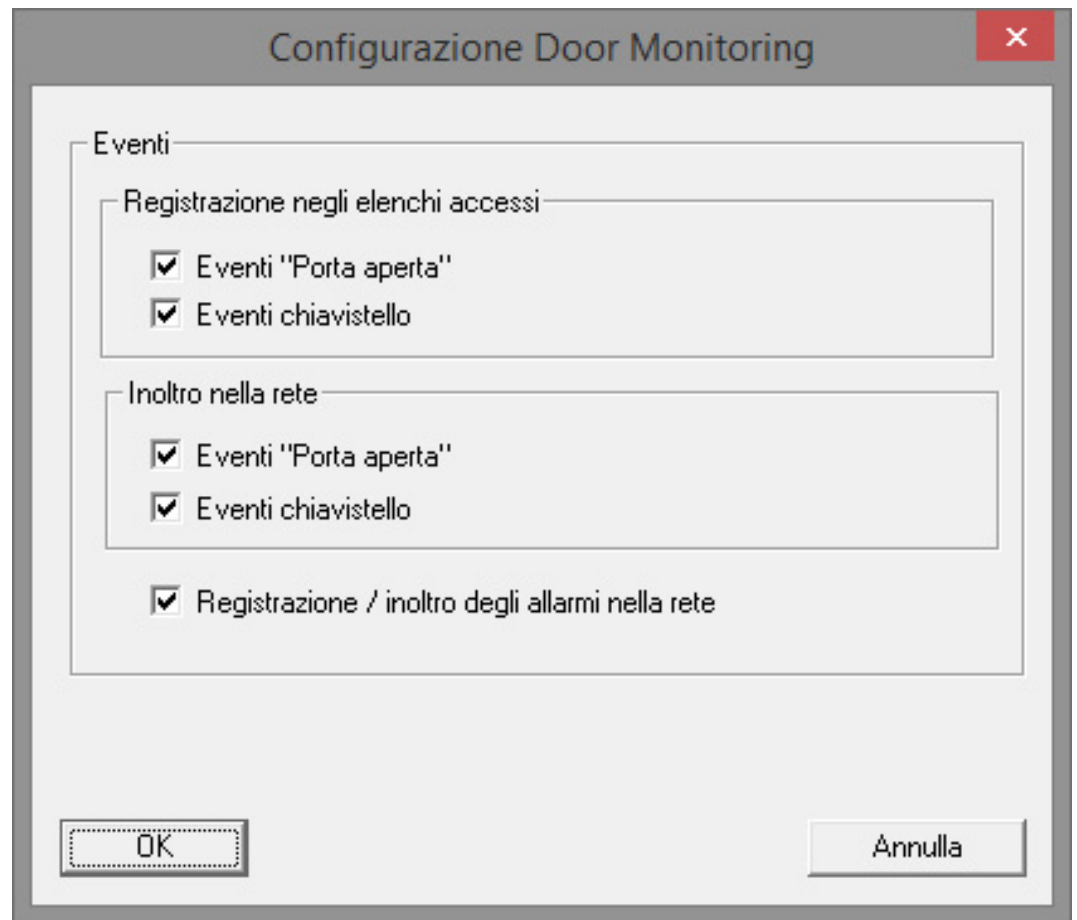 Configurazione Door Monitoring
Eventi
Registrazione negli elenchi accessi
Eventi "Porta aperta"
Eventi chiavistello
Inoltro nella rete
Eventi "Porta aperta"
Eventi chiavistello
Registrazione / inoltro degli allarmi nella rete
OK
Annulla